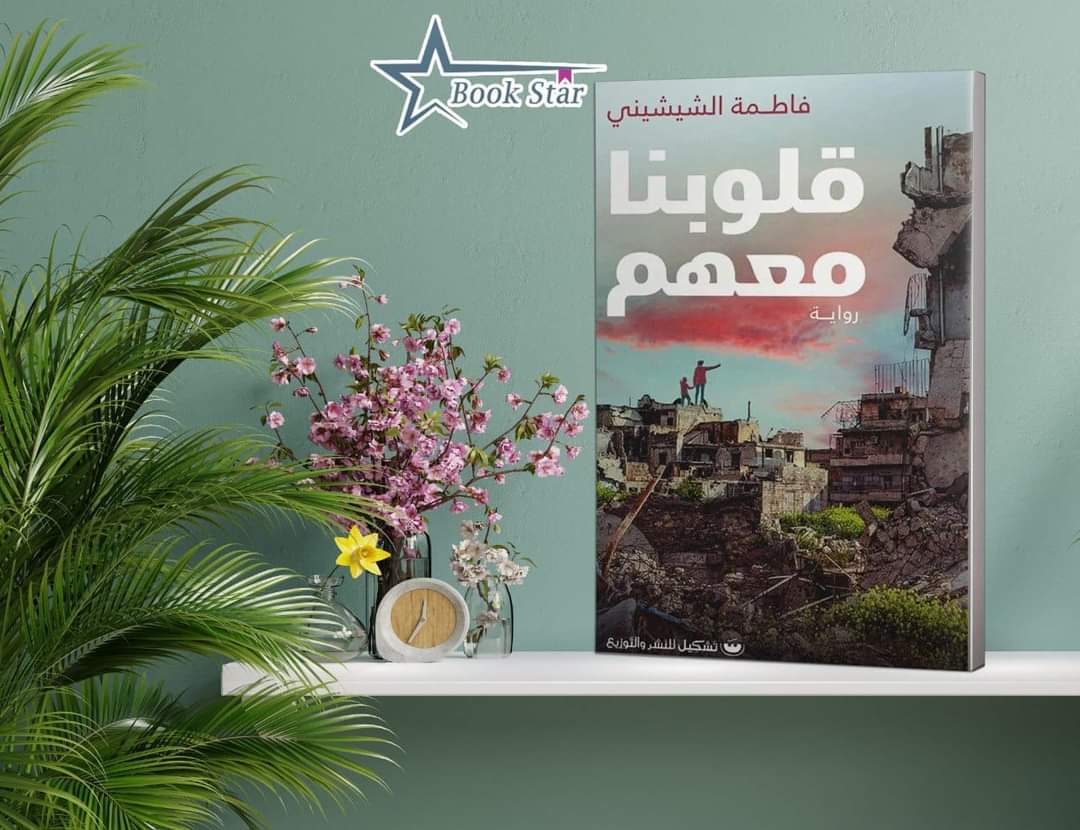 Book Star
فاطمة الشيشيني
قلوبنا
معهم
رواية
تشكيل للنشر والتوزيع